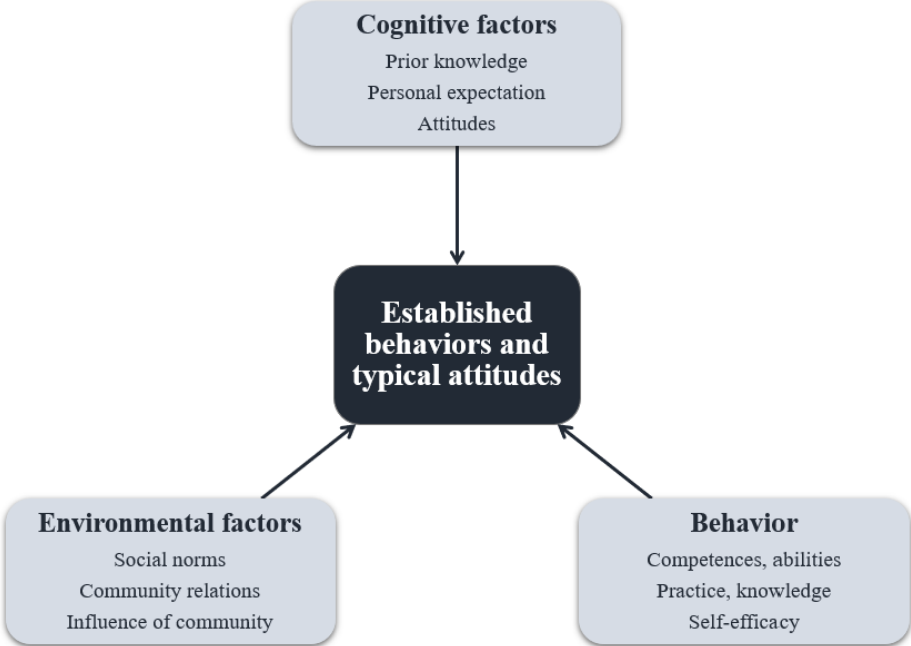 Cognitive factors
Prior knowledge
Personal expectation
Attitudes
Established
behaviors and
typical attitudes
Environmental factors
Social norms
Community relations
Influence of community
Behavior
Competences, abilities
Practice, knowledge
Self-efficacy